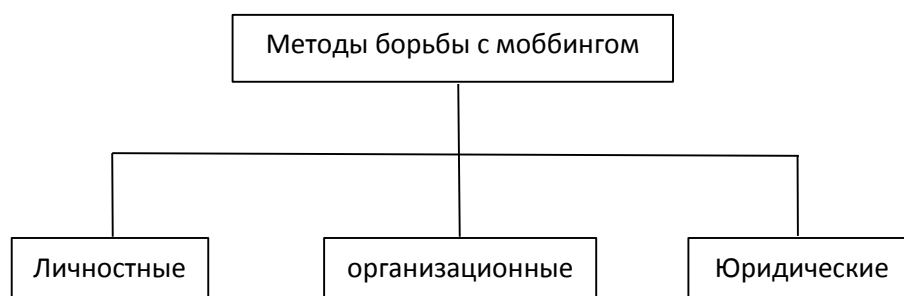 Методы борьбы с моббингом
Личностные
организационные
Юридические